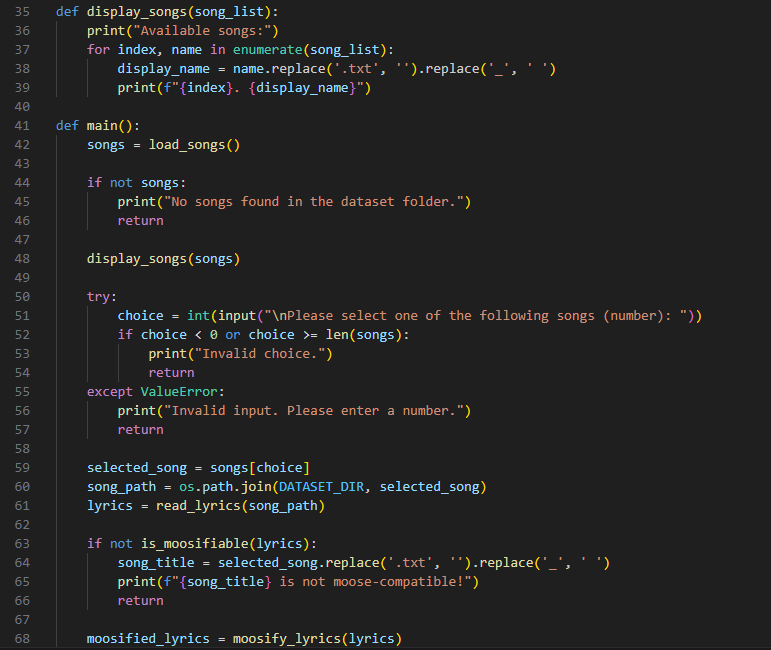 35 def display_songs(song_list):
36     print("Available songs:")
37     for index, name in enumerate(song_list):
38         display_name = name.replace('.txt', '').replace('_', ' ')
39         print(f"{index}. {display_name}")
40
41 def main():
42     songs = load_songs()
43
44     if not songs:
45         print("No songs found in the dataset folder.")
46         return
47
48     display_songs(songs)
49
50     try:
51         choice = int(input("\nPlease select one of the following songs (number): "))
52         if choice < 0 or choice >= len(songs):
53             print("Invalid choice.")
54             return
55     except ValueError:
56         print("Invalid input. Please enter a number.")
57         return
58
59     selected_song = songs[choice]
60     song_path = os.path.join(DATASET_DIR, selected_song)
61     lyrics = read_lyrics(song_path)
62
63     if not is_moosifiable(lyrics):
64         song_title = selected_song.replace('.txt', '').replace('_', ' ')
65         print(f"{song_title} is not moose-compatible!")
66         return
67
68     moosified_lyrics = moosify_lyrics(lyrics)